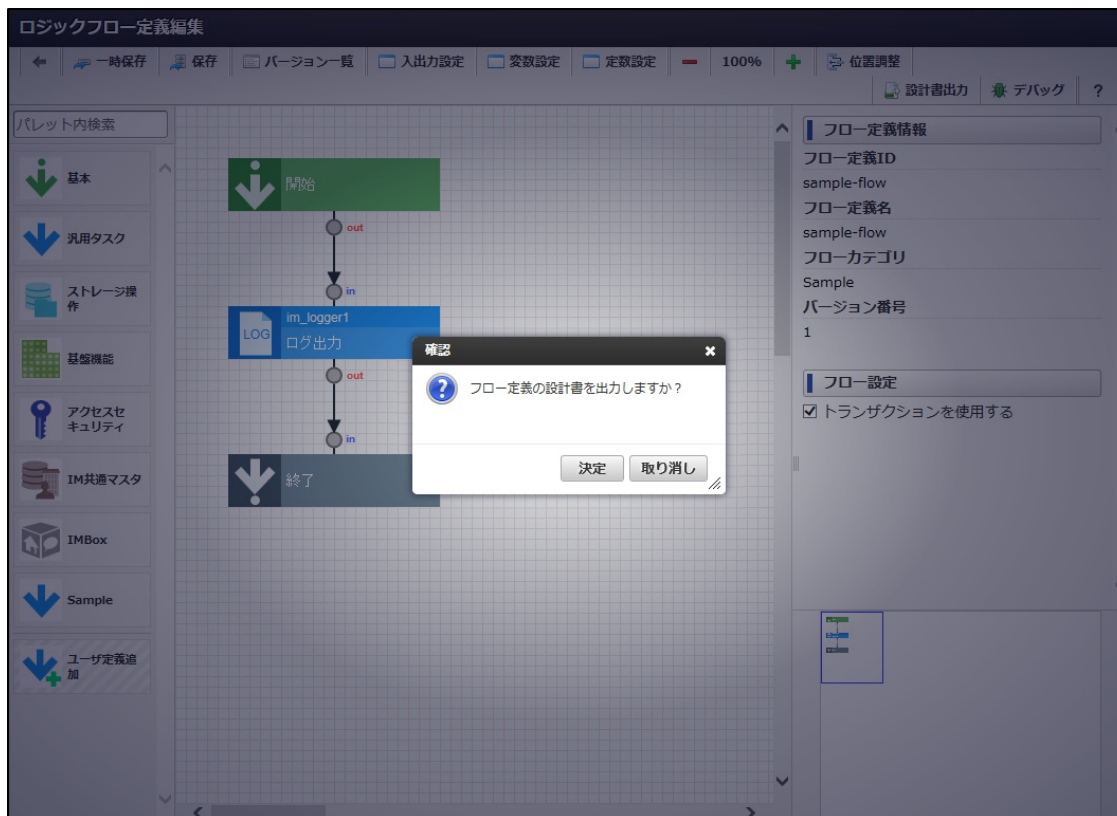 ロジックフロー定義編集
一時保存 保存 バージョン一覧 入出力設定 変数設定 定数設定 100% 位置調整
設計書出力 デバッグ ?
パレット内検索
基本
汎用タスク
ストレージ操
作
基盤機能
アクセスセ
キュリティ
IM共通マスタ
IMBox
Sample
ユーザ定義追
加
開始
out
in
im_logger1
LOG
ログ出力
out
in
終了
確認
フロー定義の設計書を出力しますか？
決定 取り消し
フロー定義情報
フロー定義ID
sample-flow
フロー定義名
sample-flow
フローカテゴリ
Sample
バージョン番号
1
フロー設定
トランザクションを使用する